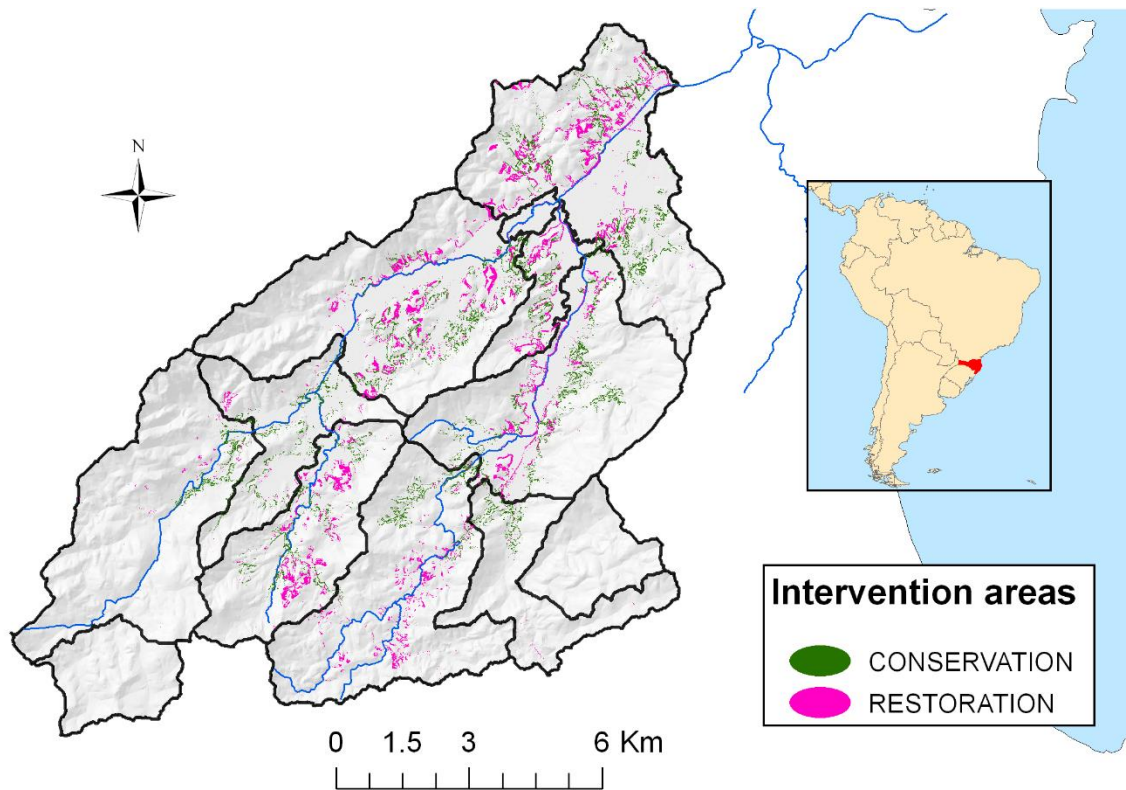 N
Intervention areas
CONSERVATION
RESTORATION
0 1.5 3 6 Km